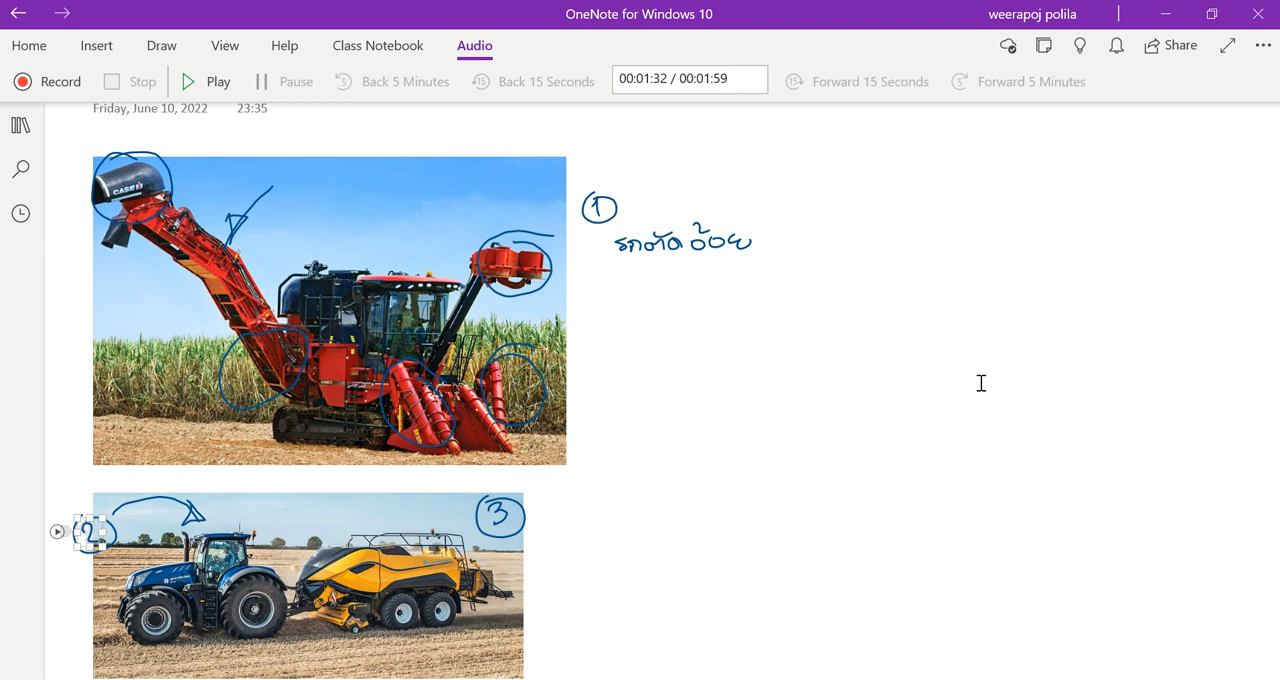 OneNote for Windows 10
weerapoj polila
Home Insert Draw View Help Class Notebook Audio
Share
Record Stop Play Pause Back 5 Minutes Back 15 Seconds 00:01:32 / 00:01:59 Forward 15 Seconds Forward 5 Minutes
Friday, June 10, 2022 23:35
CASE IH
1
รถตัดอ้อย
2
3